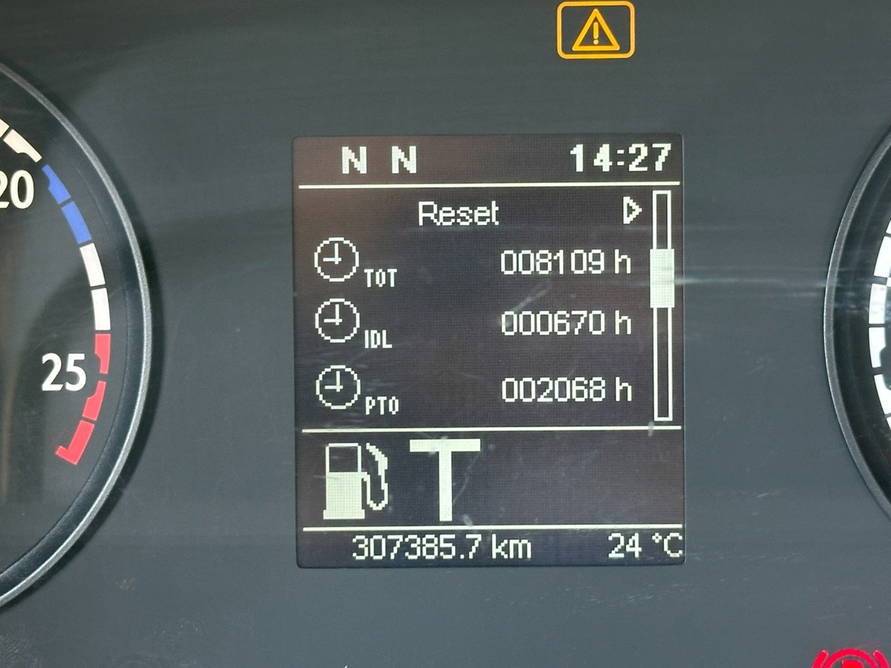 N N 14:27
Reset
TOT 008109 h
IDL 000670 h
PTO 002068 h
T
307385.7 km 24 °C
20
25